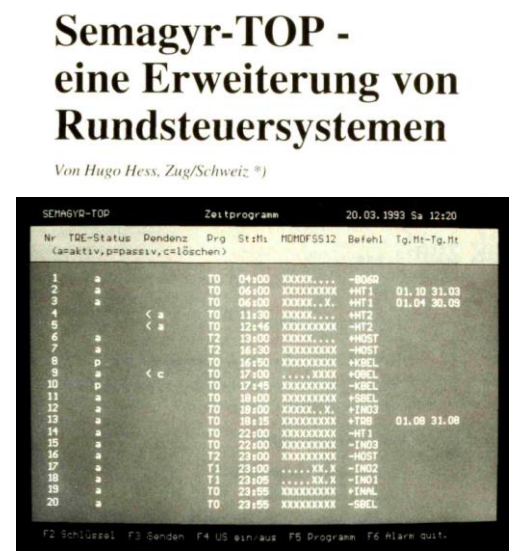 Semagyr-TOP -
eine Erweiterung von
Rundsteuersystemen
Von Hugo Hess, Zug/Schweiz *)
SEMAGYR-TOP Zeitprogramm 20.03.1993 Sa 12:20
Nr TRE-Status Pendenz Prg St:Mi MDMDFSS12 Befehl Tg.Mt-Tg.Mt
(a=aktiv,p=passiv,c=löschen)
1 a T0 04:00 XXXXX.... -BO6R
2 a T0 06:00 XXXXXXXXX +HT1 01.10 31.03
3 a T0 06:00 XXXXXX..X. +HT1 01.04 30.09
4 < a T0 11:30 XXXXX.... +HT2
5 < a T0 12:46 XXXXXXXXX -HT2
6 a T2 13:00 XXXXX.... +HOST
7 a T2 16:30 XXXXXXXXX -HOST
8 p T0 16:50 XXXXXXXXX +KBEL
9 a < c T0 17:00 .....XXXX +OBEL
10 p T0 17:45 XXXXXXXXX -KBEL
11 a T0 18:00 XXXXXXXXX +SBEL
12 a T0 18:00 XXXXX..X. +INO3
13 a T0 18:15 XXXXXXXXX +TRB 01.08 31.08
14 a T0 22:00 XXXXXXXXX -HT1
15 a T0 22:00 XXXXXXXXX -INO3
16 a T2 23:00 XXXXXXXXX -HOST
17 a T1 23:00 .....XX.X -INO2
18 a T1 23:05 .....XX.X -INO1
19 a T0 23:55 XXXXXXXXX +INAL
20 a T0 23:55 XXXXXXXXX -SBEL
F2 Schlüssel F3 Senden F4 US ein/aus F5 Programm F6 Alarm quit.